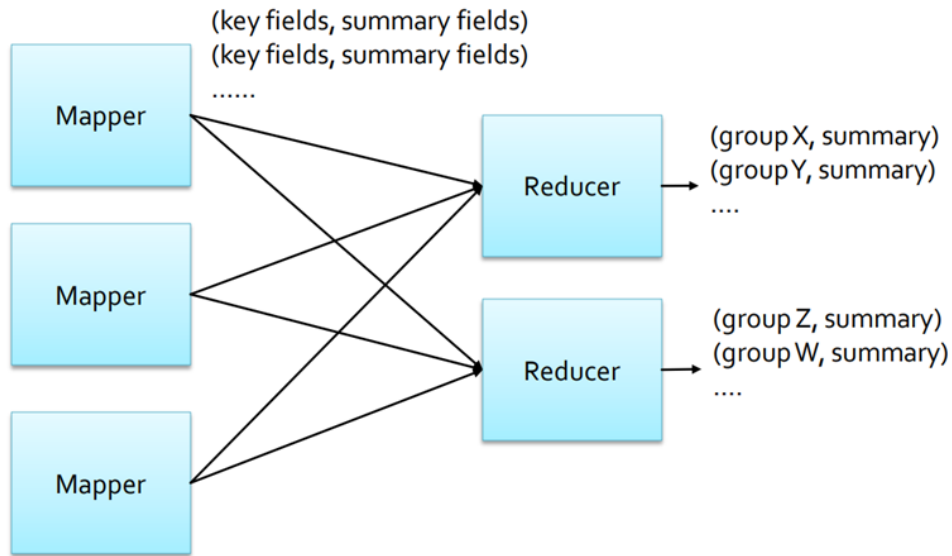 (key fields, summary fields)
(key fields, summary fields)
......
Mapper
Mapper
Mapper
Reducer
(group X, summary)
(group Y, summary)
....
Reducer
(group Z, summary)
(group W, summary)
....